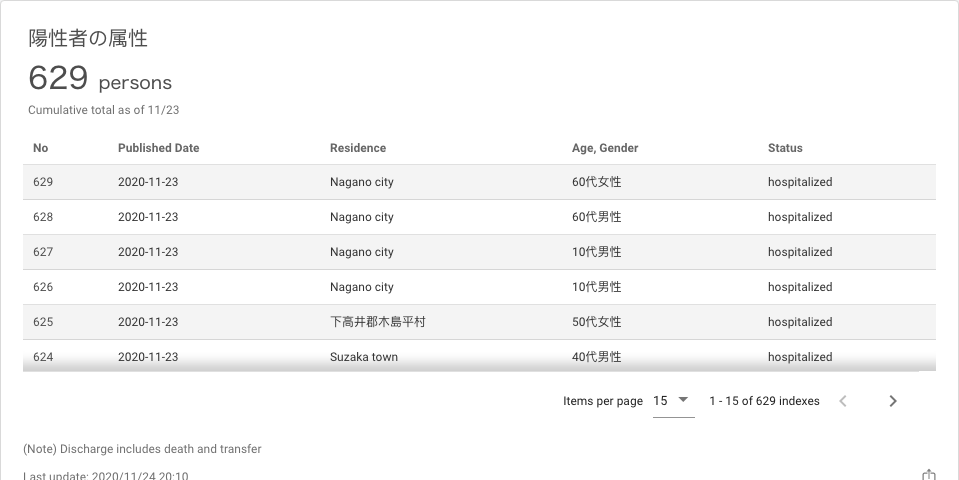 陽性者の属性
629 persons
Cumulative total as of 11/23
No Published Date Residence Age, Gender Status
629 2020-11-23 Nagano city 60代女性 hospitalized
628 2020-11-23 Nagano city 60代男性 hospitalized
627 2020-11-23 Nagano city 10代男性 hospitalized
626 2020-11-23 Nagano city 10代男性 hospitalized
625 2020-11-23 下高井郡木島平村 50代女性 hospitalized
624 2020-11-23 Suzaka town 40代男性 hospitalized
Items per page 15 1 - 15 of 629 indexes
(Note) Discharge includes death and transfer
Last update: 2020/11/24 20:10